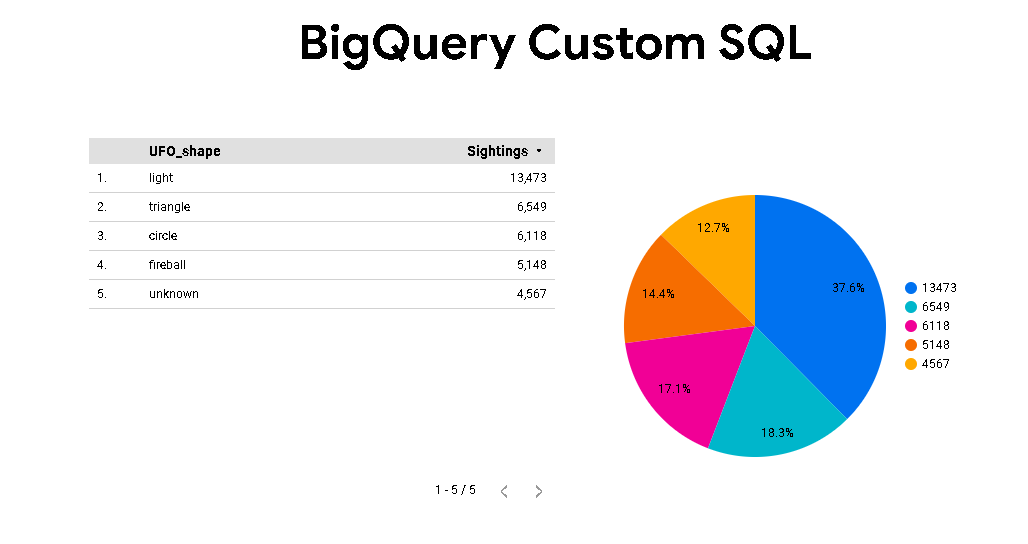 BigQuery Custom SQL
UFO_shape Sightings
1. light 13,473
2. triangle 6,549
3. circle 6,118
4. fireball 5,148
5. unknown 4,567
1 - 5 / 5
12.7%
37.6%
14.4%
17.1%
18.3%
13473
6549
6118
5148
4567